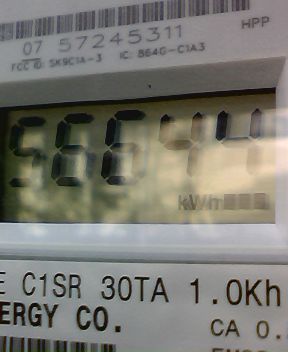 07 57245311
HPP
FCC ID: SK9C1A-3 IC: 864G-C1A3
56644
kWh
E C1SR 30TA 1.0Kh
ERGY CO.
CA 0.